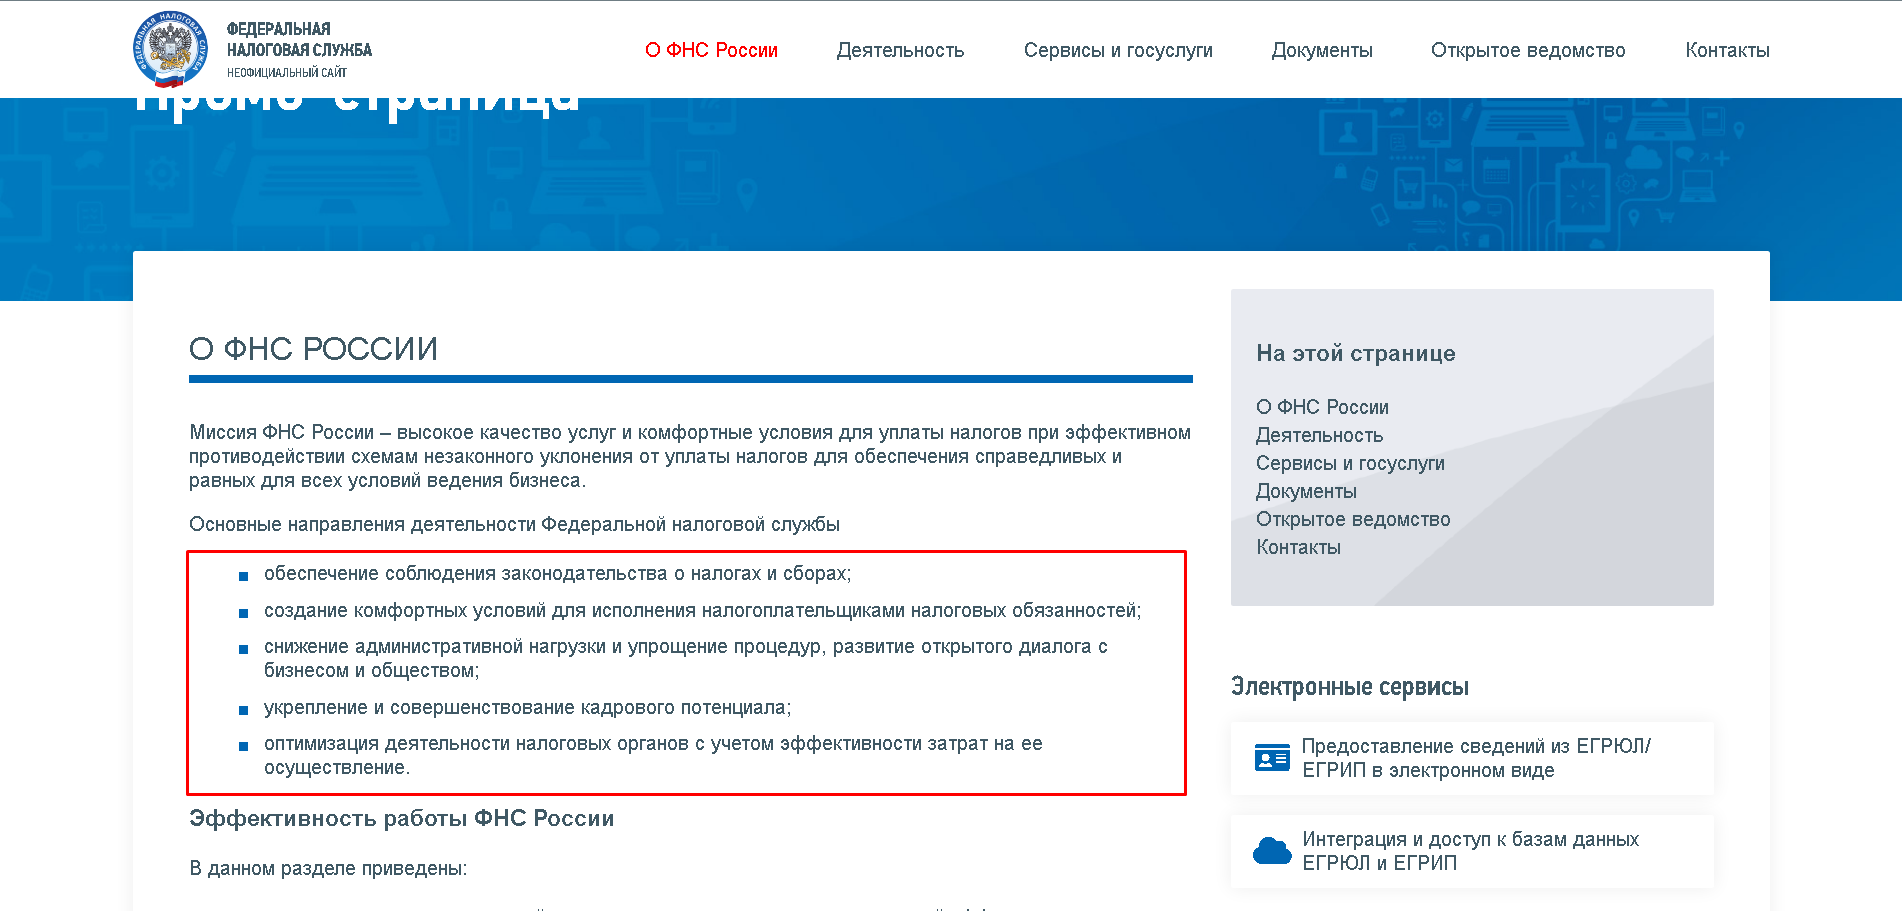 ФЕДЕРАЛЬНАЯ
НАЛОГОВАЯ СЛУЖБА
НЕОФИЦИАЛЬНЫЙ САЙТ
О ФНС России
Деятельность
Сервисы и госуслуги
Документы
Открытое ведомство
Контакты
Промо-страница
О ФНС РОССИИ
Миссия ФНС России – высокое качество услуг и комфортные условия для уплаты налогов при эффективном
противодействии схемам незаконного уклонения от уплаты налогов для обеспечения справедливых и
равных для всех условий ведения бизнеса.
Основные направления деятельности Федеральной налоговой службы
обеспечение соблюдения законодательства о налогах и сборах;
создание комфортных условий для исполнения налогоплательщиками налоговых обязанностей;
снижение административной нагрузки и упрощение процедур, развитие открытого диалога с
бизнесом и обществом;
укрепление и совершенствование кадрового потенциала;
оптимизация деятельности налоговых органов с учетом эффективности затрат на ее
осуществление.
Эффективность работы ФНС России
В данном разделе приведены:
На этой странице
О ФНС России
Деятельность
Сервисы и госуслуги
Документы
Открытое ведомство
Контакты
Электронные сервисы
Предоставление сведений из ЕГРЮЛ/
ЕГРИП в электронном виде
Интеграция и доступ к базам данных
ЕГРЮЛ и ЕГРИП